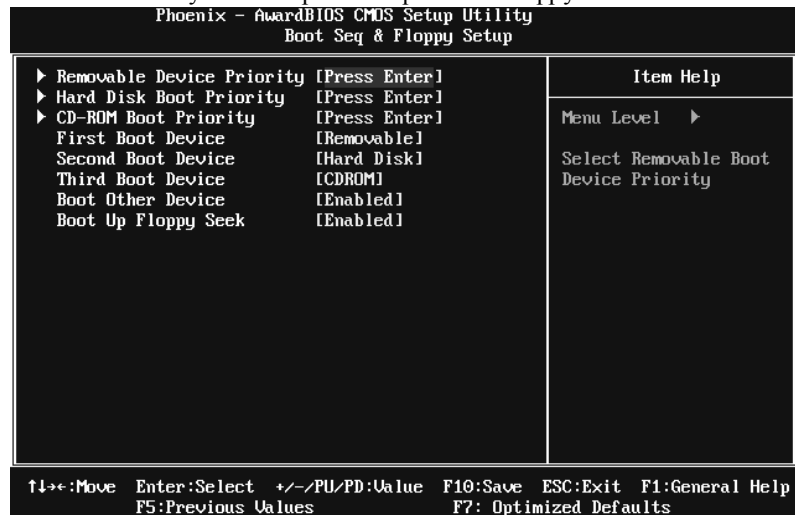 Phoenix - AwardBIOS CMOS Setup Utility
Boot Seq & Floppy Setup
▶ Removable Device Priority [Press Enter]
▶ Hard Disk Boot Priority [Press Enter]
▶ CD-ROM Boot Priority [Press Enter]
First Boot Device [Removable]
Second Boot Device [Hard Disk]
Third Boot Device [CDROM]
Boot Other Device [Enabled]
Boot Up Floppy Seek [Enabled]
Item Help
Menu Level ▶
Select Removable Boot
Device Priority
↑↓→←:Move Enter:Select +/-/PU/PD:Value F10:Save ESC:Exit F1:General Help
F5:Previous Values F7: Optimized Defaults